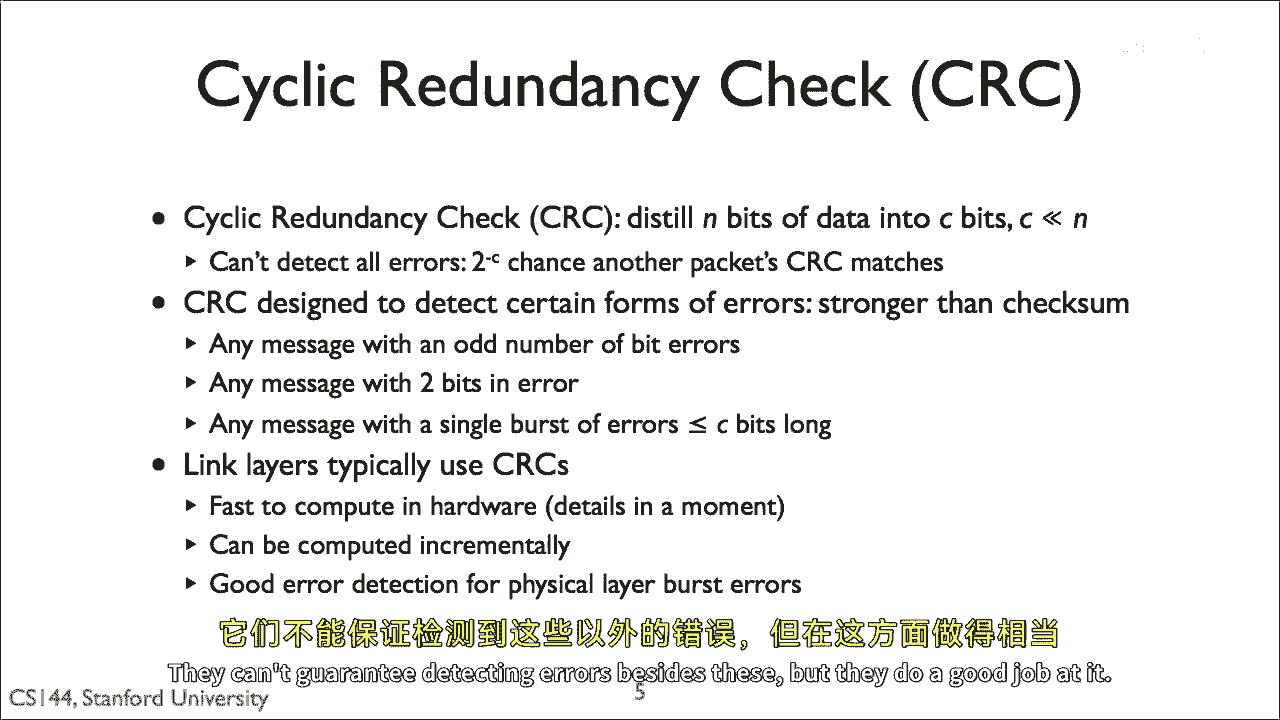 Cyclic Redundancy Check (CRC)
• Cyclic Redundancy Check (CRC): distill n bits of data into c bits, c ≪ n
▸ Can't detect all errors: 2⁻ᶜ chance another packet's CRC matches
• CRC designed to detect certain forms of errors: stronger than checksum
▸ Any message with an odd number of bit errors
▸ Any message with 2 bits in error
▸ Any message with a single burst of errors ≤ c bits long
• Link layers typically use CRCs
▸ Fast to compute in hardware (details in a moment)
▸ Can be computed incrementally
▸ Good error detection for physical layer burst errors
它们不能保证检测到这些以外的错误，但在这方面做得相当
They can't guarantee detecting errors besides these, but they do a good job at it.
CS144, Stanford University
5